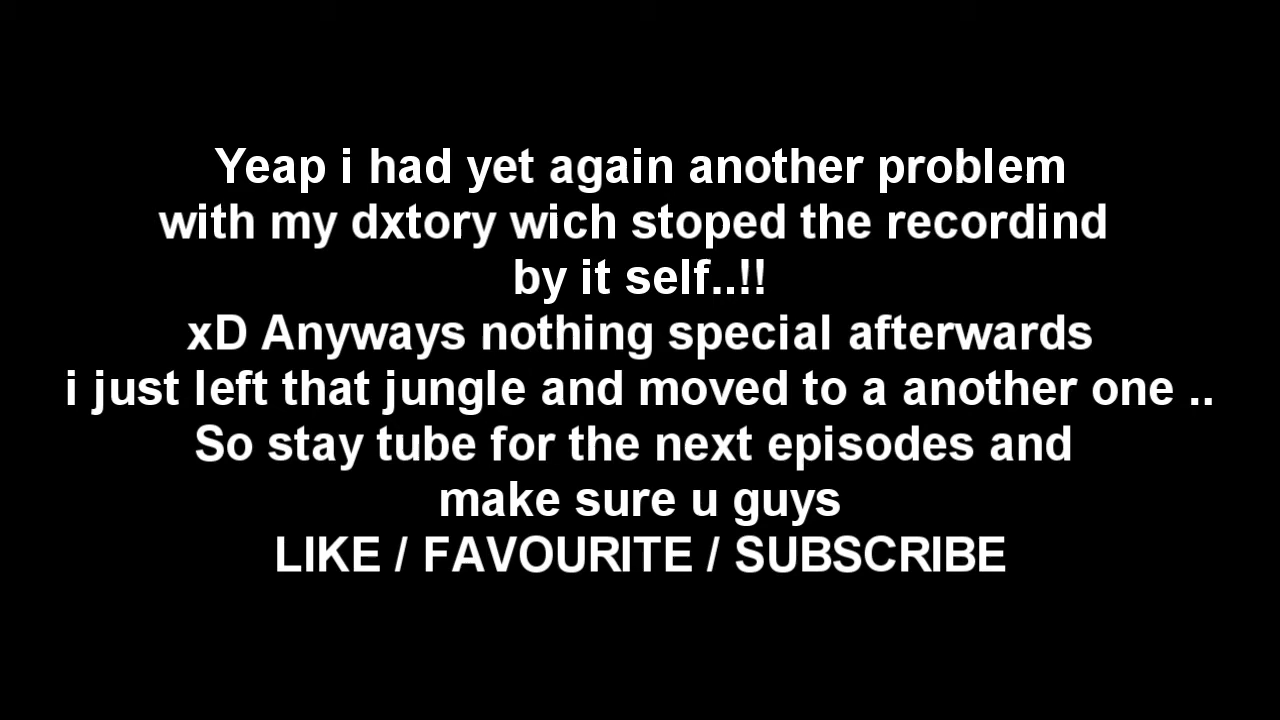 Yeap i had yet again another problem
with my dxtory wich stoped the recordind
by it self..!!
xD Anyways nothing special afterwards
i just left that jungle and moved to a another one ..
So stay tube for the next episodes and
make sure u guys
LIKE / FAVOURITE / SUBSCRIBE